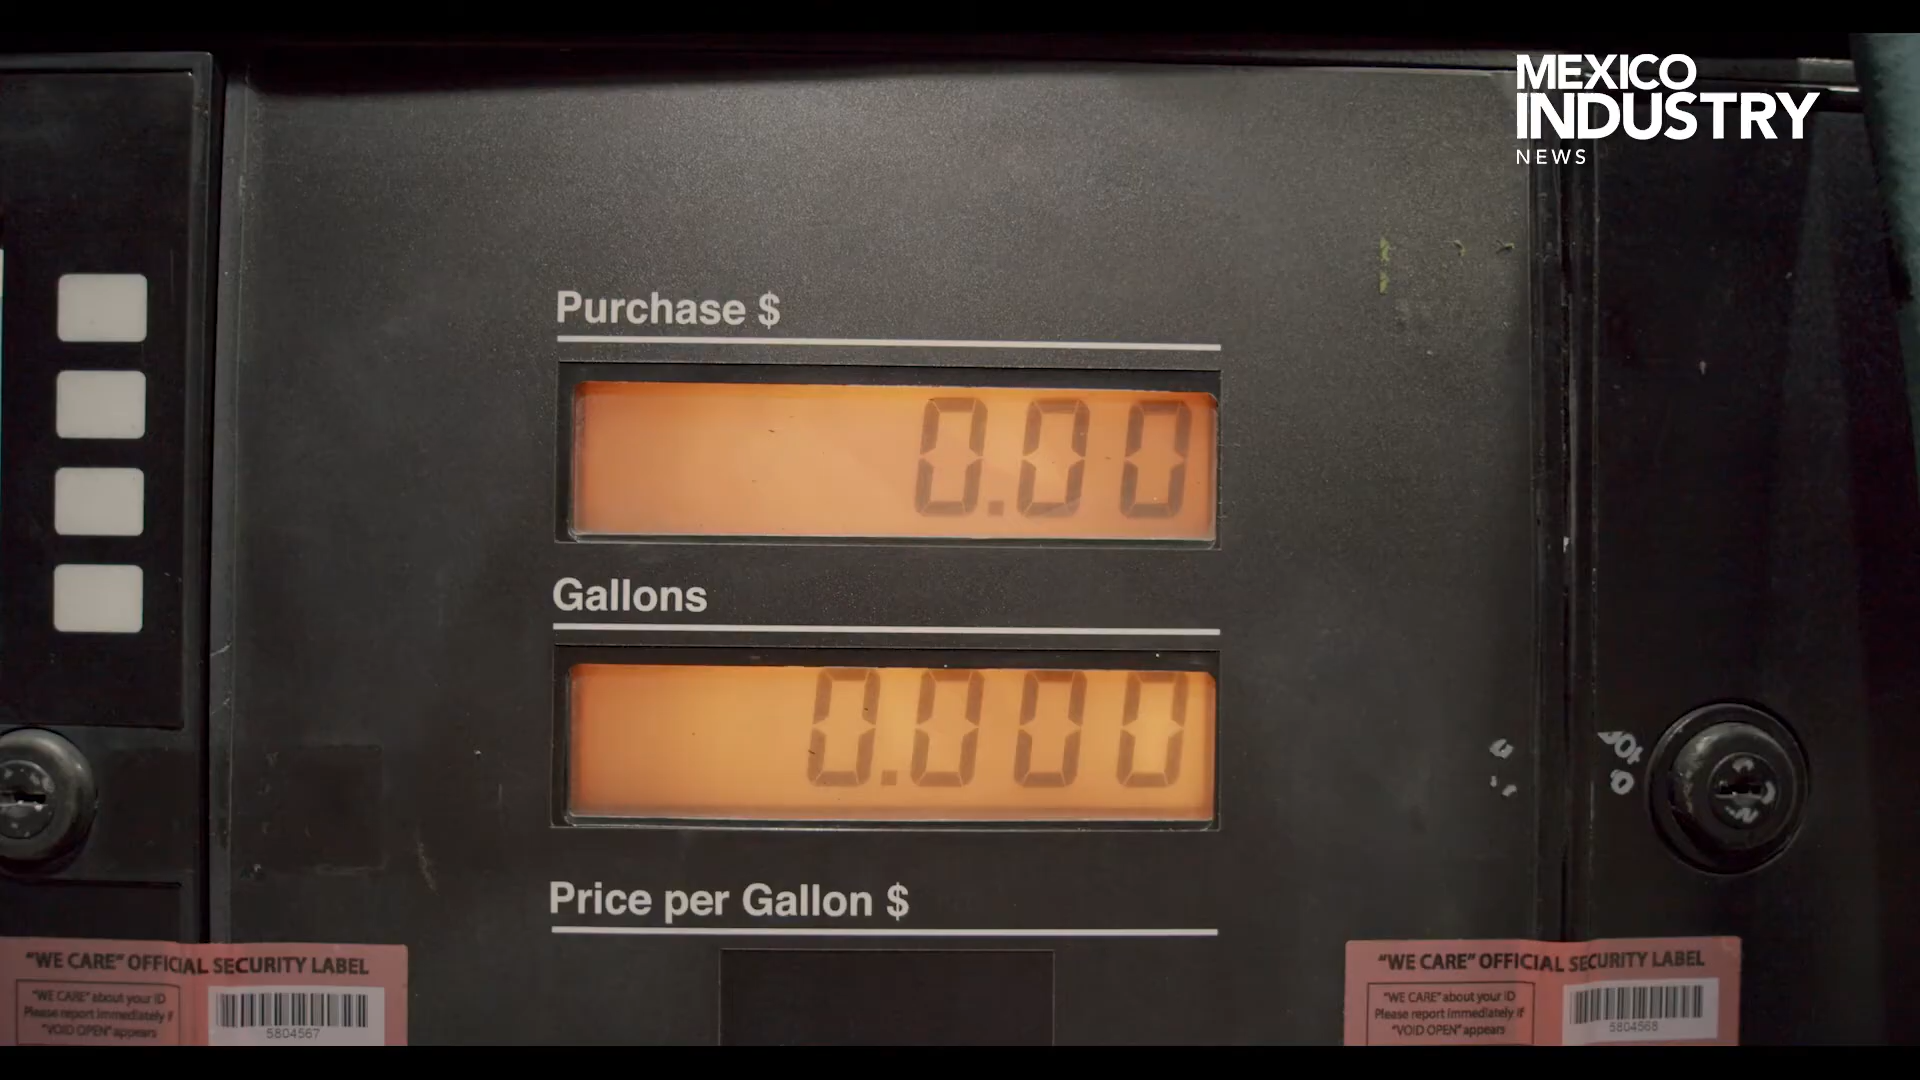 MEXICO
INDUSTRY
NEWS
Purchase $
0.00
Gallons
0.000
Price per Gallon $
"WE CARE" OFFICIAL SECURITY LABEL
"WE CARE" about your ID
Please report immediately if
"VOID OPEN" appears
5804567
"WE CARE" OFFICIAL SECURITY LABEL
"WE CARE" about your ID
Please report immediately if
"VOID OPEN" appears
5804568